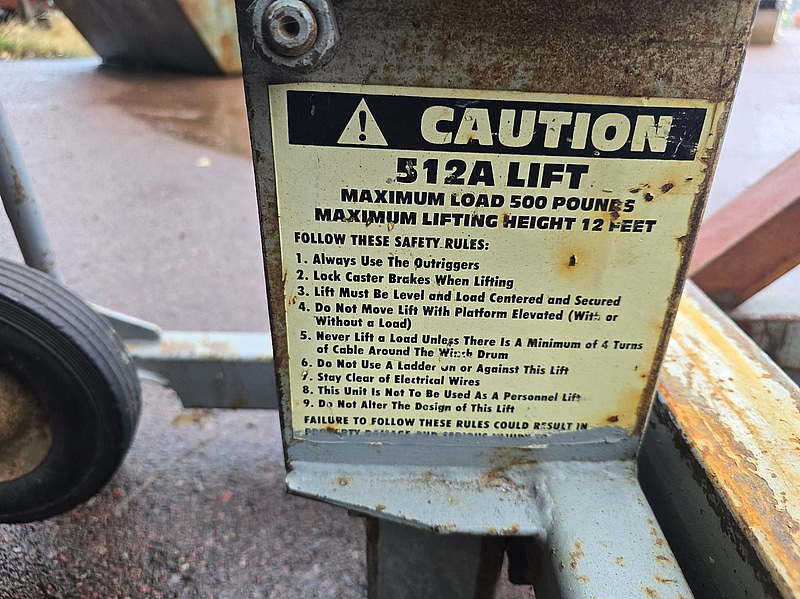 CAUTION
512A LIFT
MAXIMUM LOAD 500 POUNDS
MAXIMUM LIFTING HEIGHT 12 FEET
FOLLOW THESE SAFETY RULES:
1. Always Use The Outriggers
2. Lock Caster Brakes When Lifting
3. Lift Must Be Level and Load Centered and Secured
4. Do Not Move Lift With Platform Elevated (With or
Without a Load)
5. Never Lift a Load Unless There Is A Minimum of 4 Turns
of Cable Around The Winch Drum
6. Do Not Use A Ladder on or Against This Lift
7. Stay Clear of Electrical Wires
8. This Unit Is Not To Be Used As A Personnel Lift
9. Do Not Alter The Design of This Lift
FAILURE TO FOLLOW THESE RULES COULD RESULT IN
PROPERTY DAMAGE AND SERIOUS INJURY